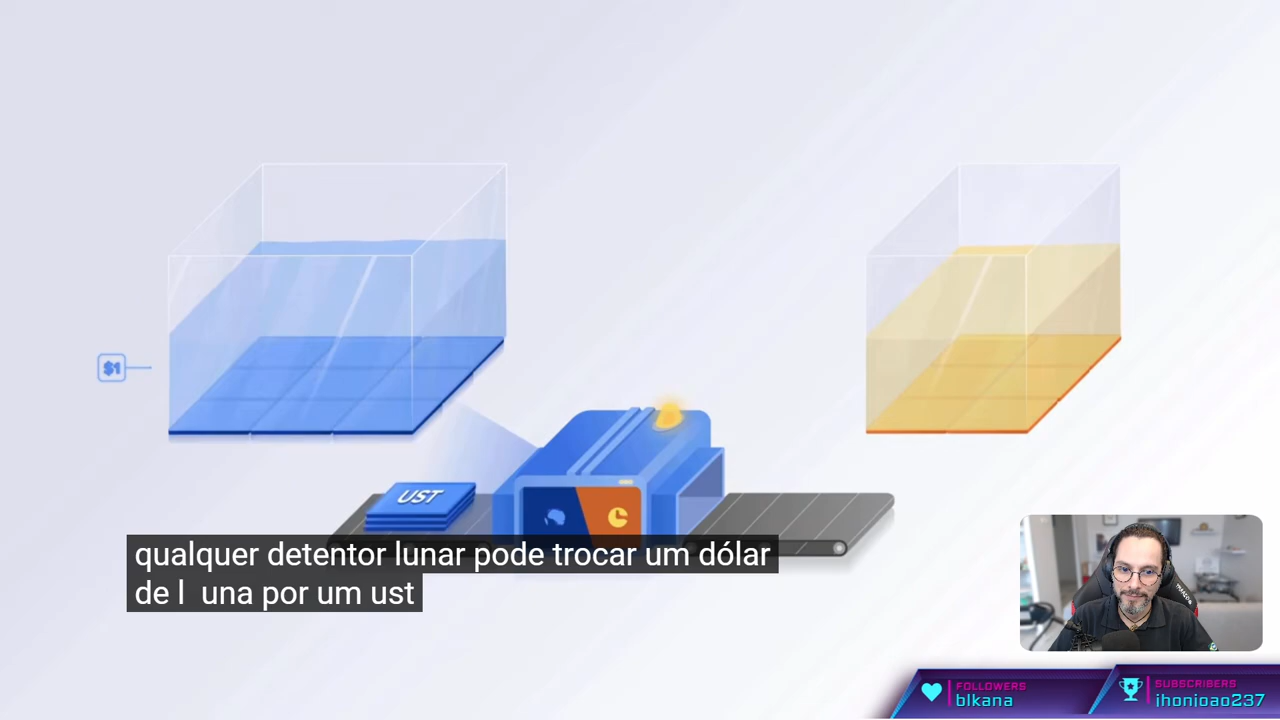 $1
UST
qualquer detentor lunar pode trocar um dólar
de l  una por um ust
FOLLOWERS
blkana
SUBSCRIBERS
jhonjoao237